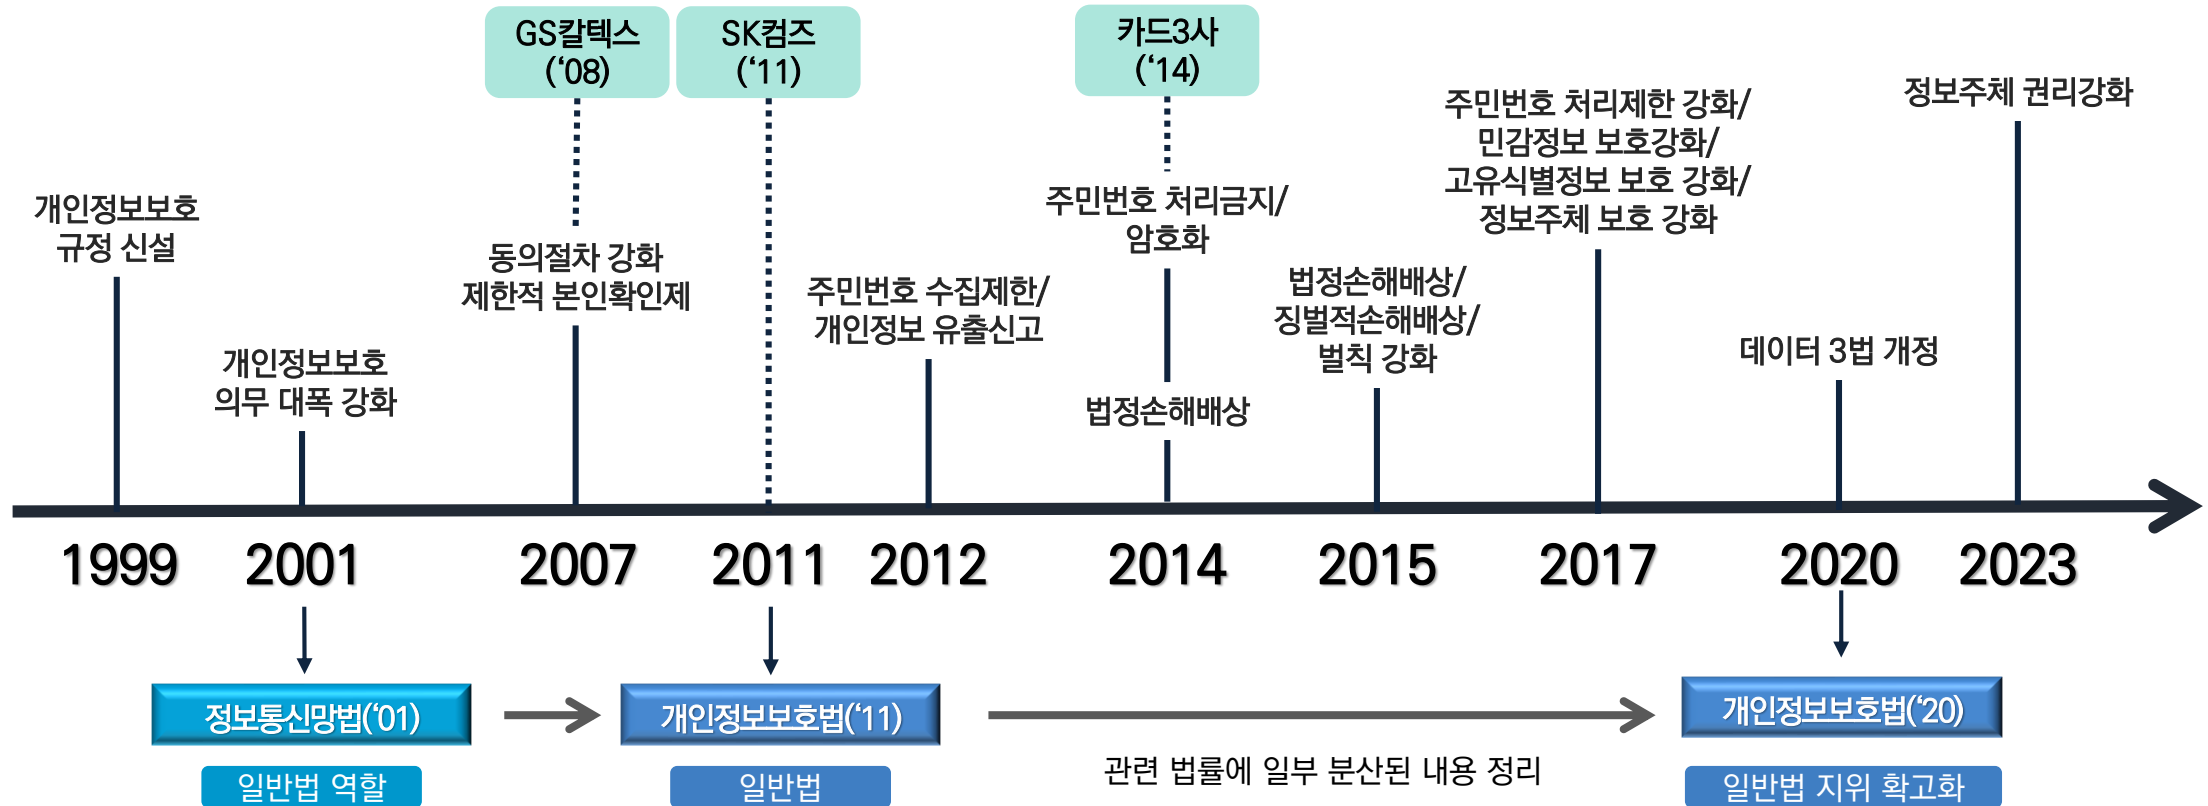 GS칼텍스
(‘08)
SK컴즈
(‘11)
카드3사
(‘14)
개인정보보호
규정 신설
개인정보보호
의무 대폭 강화
동의절차 강화
제한적 본인확인제
주민번호 수집제한/
개인정보 유출신고
주민번호 처리금지/
암호화
법정손해배상
법정손해배상/
징벌적손해배상/
벌칙 강화
주민번호 처리제한 강화/
민감정보 보호강화/
고유식별정보 보호 강화/
정보주체 보호 강화
데이터 3법 개정
정보주체 권리강화
1999
2001
2007
2011
2012
2014
2015
2017
2020
2023
정보통신망법(‘01)
일반법 역할
개인정보보호법(‘11)
일반법
관련 법률에 일부 분산된 내용 정리
개인정보보호법(‘20)
일반법 지위 확고화